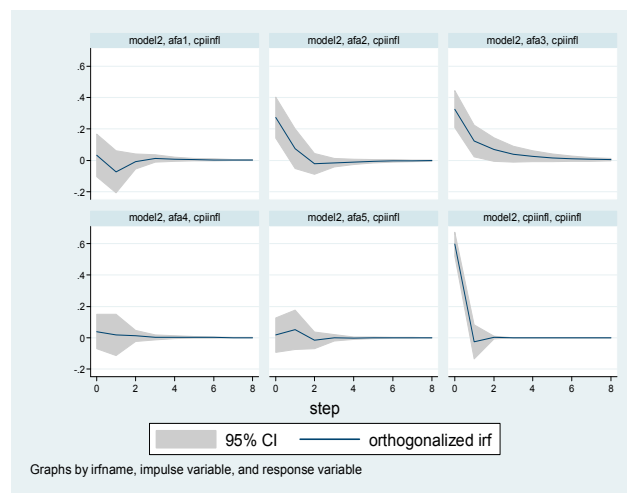 model2, afa1, cpiinfl
model2, afa2, cpiinfl
model2, afa3, cpiinfl
.6
.4
.2
0
-.2
model2, afa4, cpiinfl
model2, afa5, cpiinfl
model2, cpiinfl, cpiinfl
.6
.4
.2
0
-.2
0 2 4 6 8
0 2 4 6 8
0 2 4 6 8
step
95% CI
orthogonalized irf
Graphs by irfname, impulse variable, and response variable